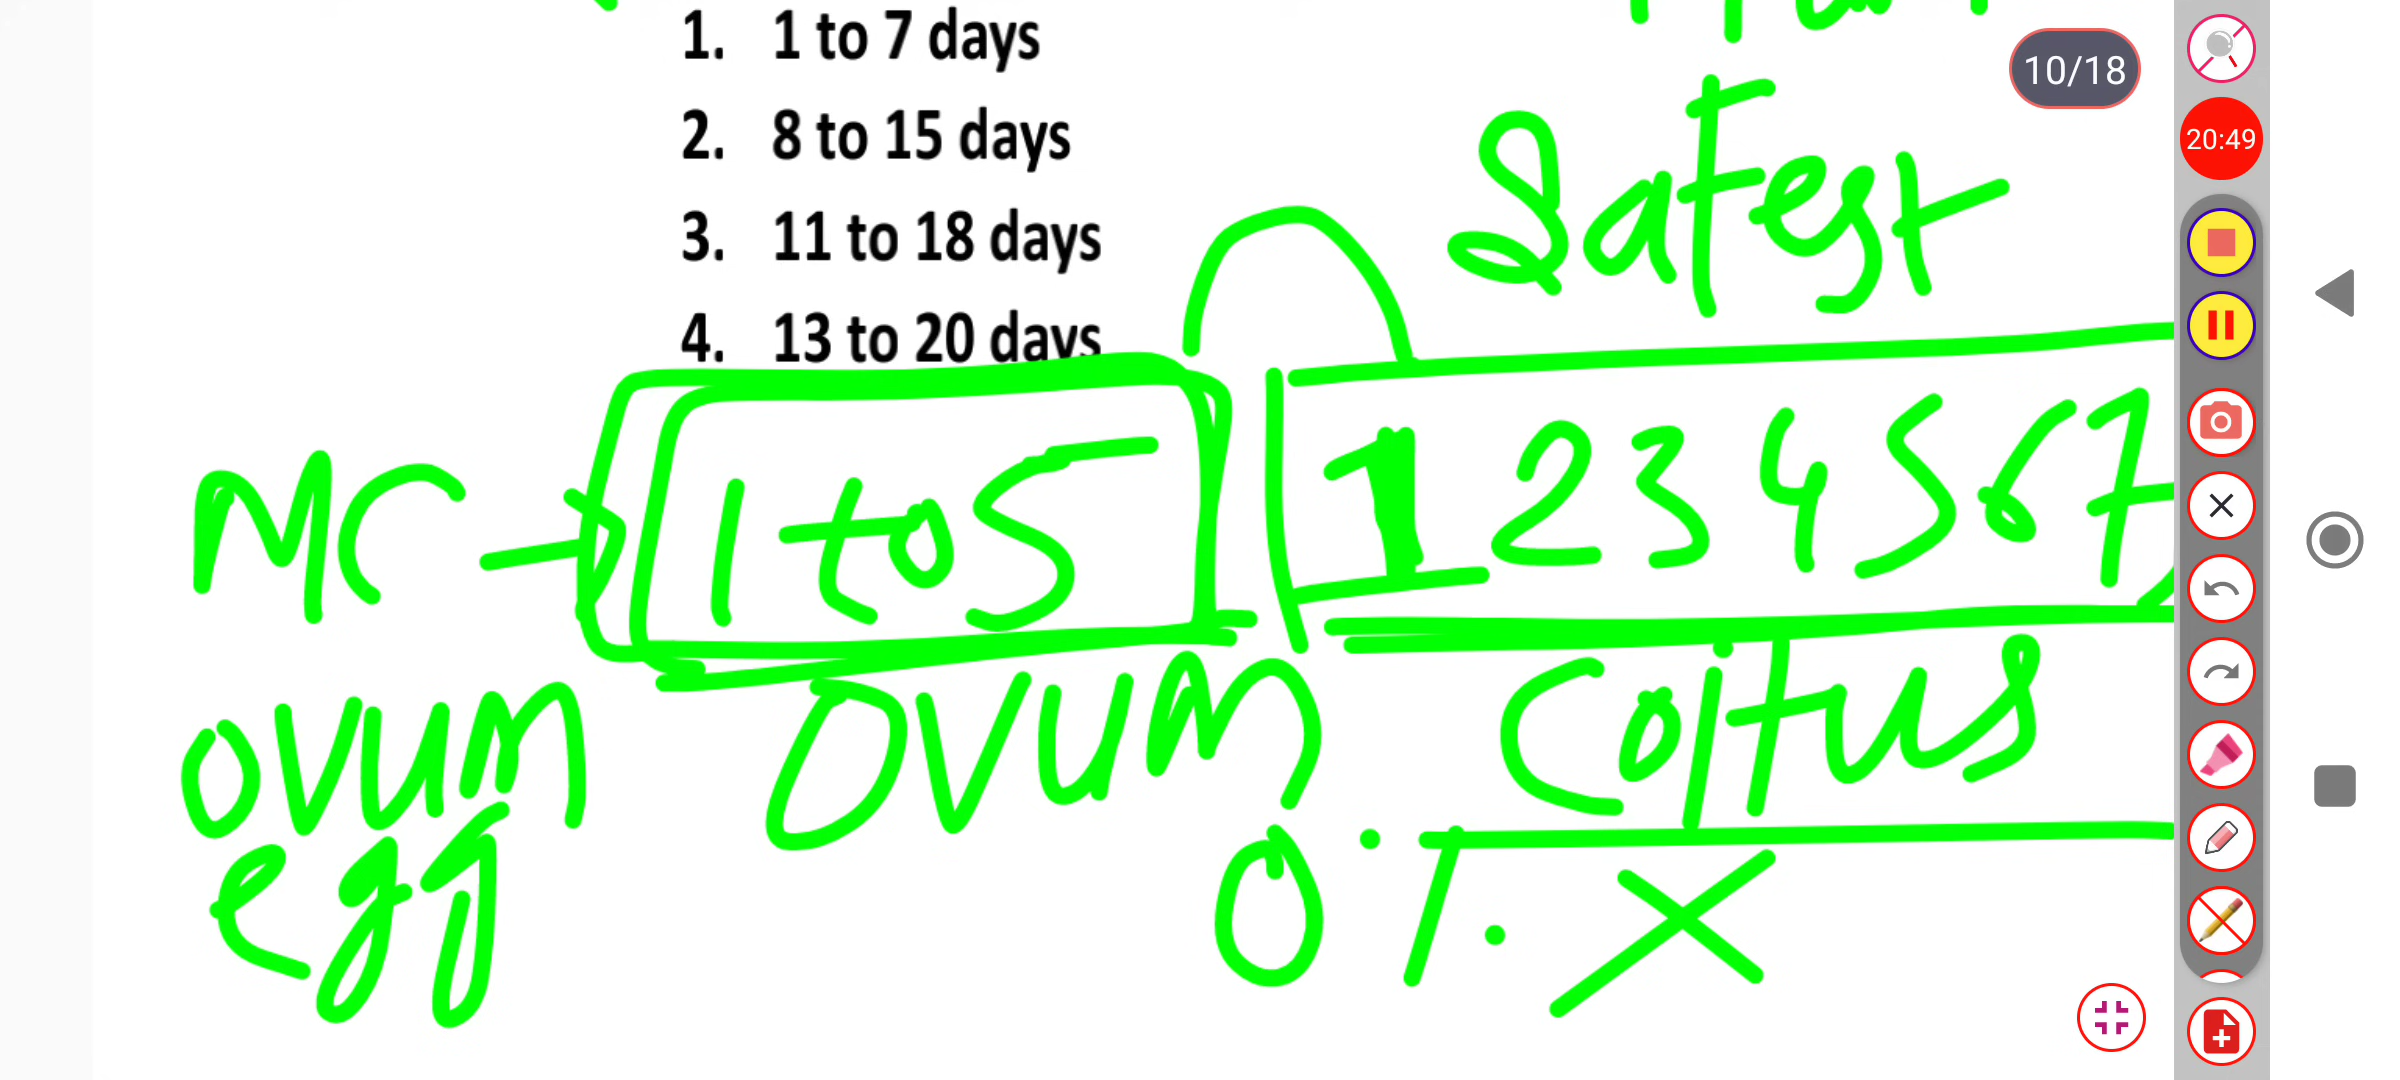 1. 1 to 7 days
10/18
2. 8 to 15 days
20:49
Safest
3. 11 to 18 days
4. 13 to 20 days
MC → 1 to 5 1 2 3 4 5 6 7
ovum ovum coitus
egg 0%. X